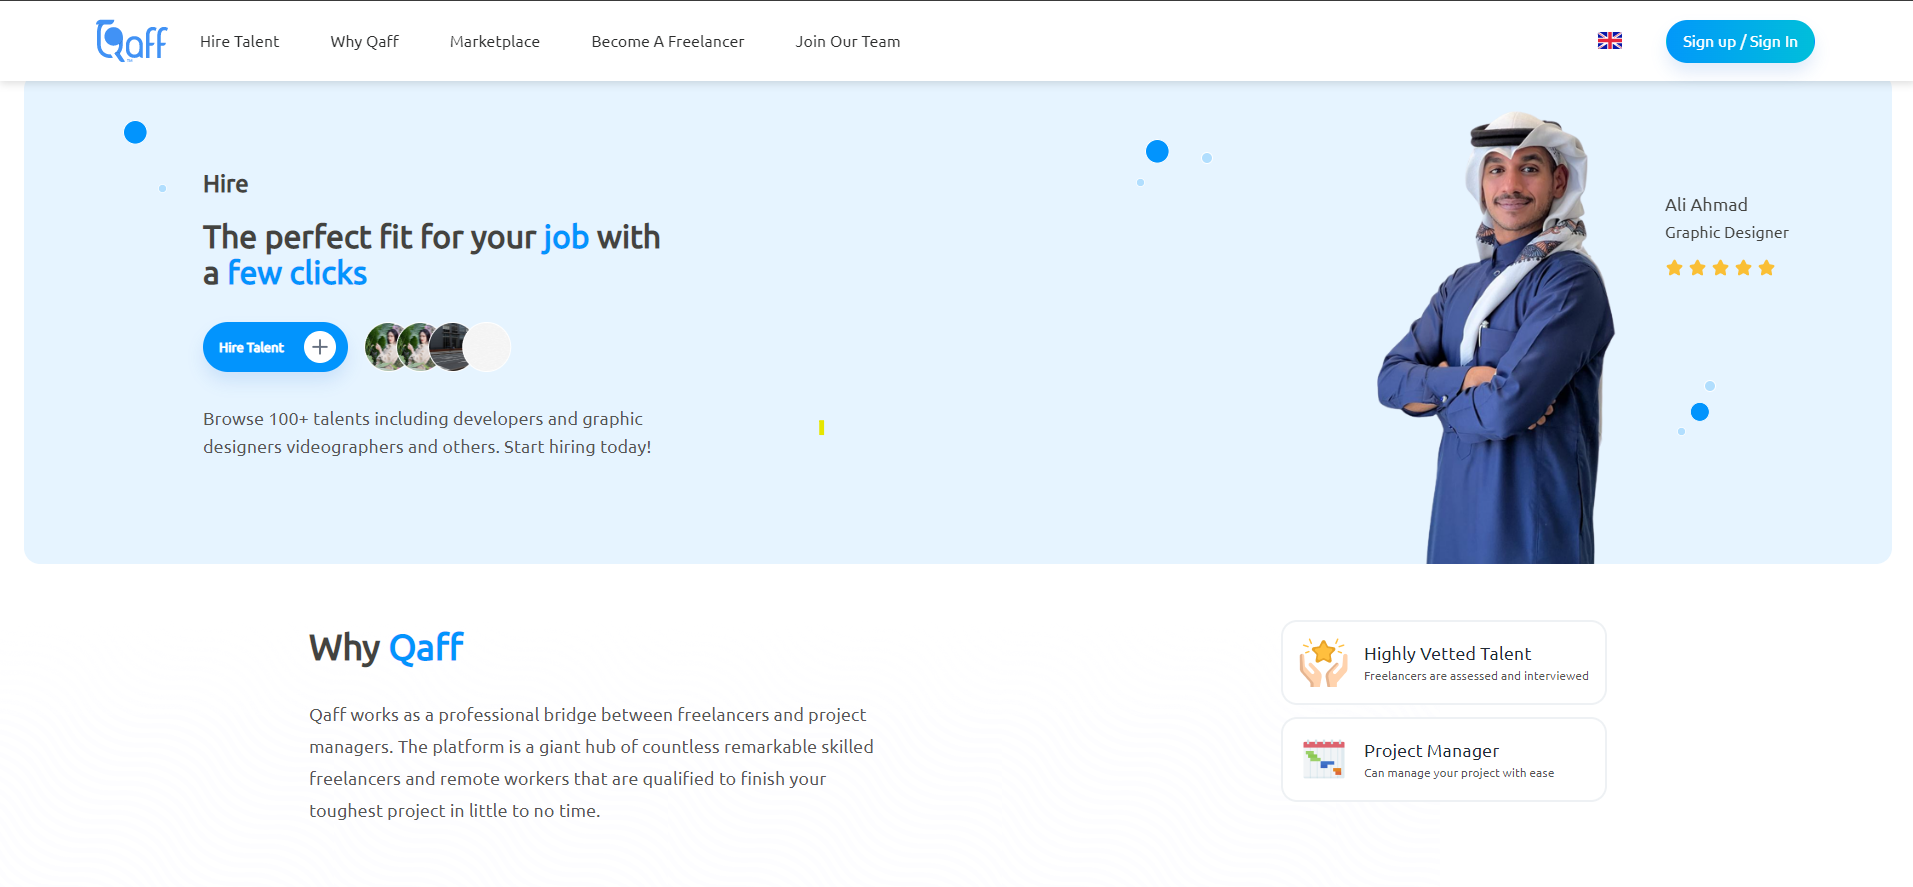 Qaff
Hire Talent
Why Qaff
Marketplace
Become A Freelancer
Join Our Team
Sign up / Sign In
Hire
The perfect fit for your job with
a few clicks
Hire Talent
Browse 100+ talents including developers and graphic
designers videographers and others. Start hiring today!
Ali Ahmad
Graphic Designer
Why Qaff
Qaff works as a professional bridge between freelancers and project
managers. The platform is a giant hub of countless remarkable skilled
freelancers and remote workers that are qualified to finish your
toughest project in little to no time.
Highly Vetted Talent
Freelancers are assessed and interviewed
Project Manager
Can manage your project with ease